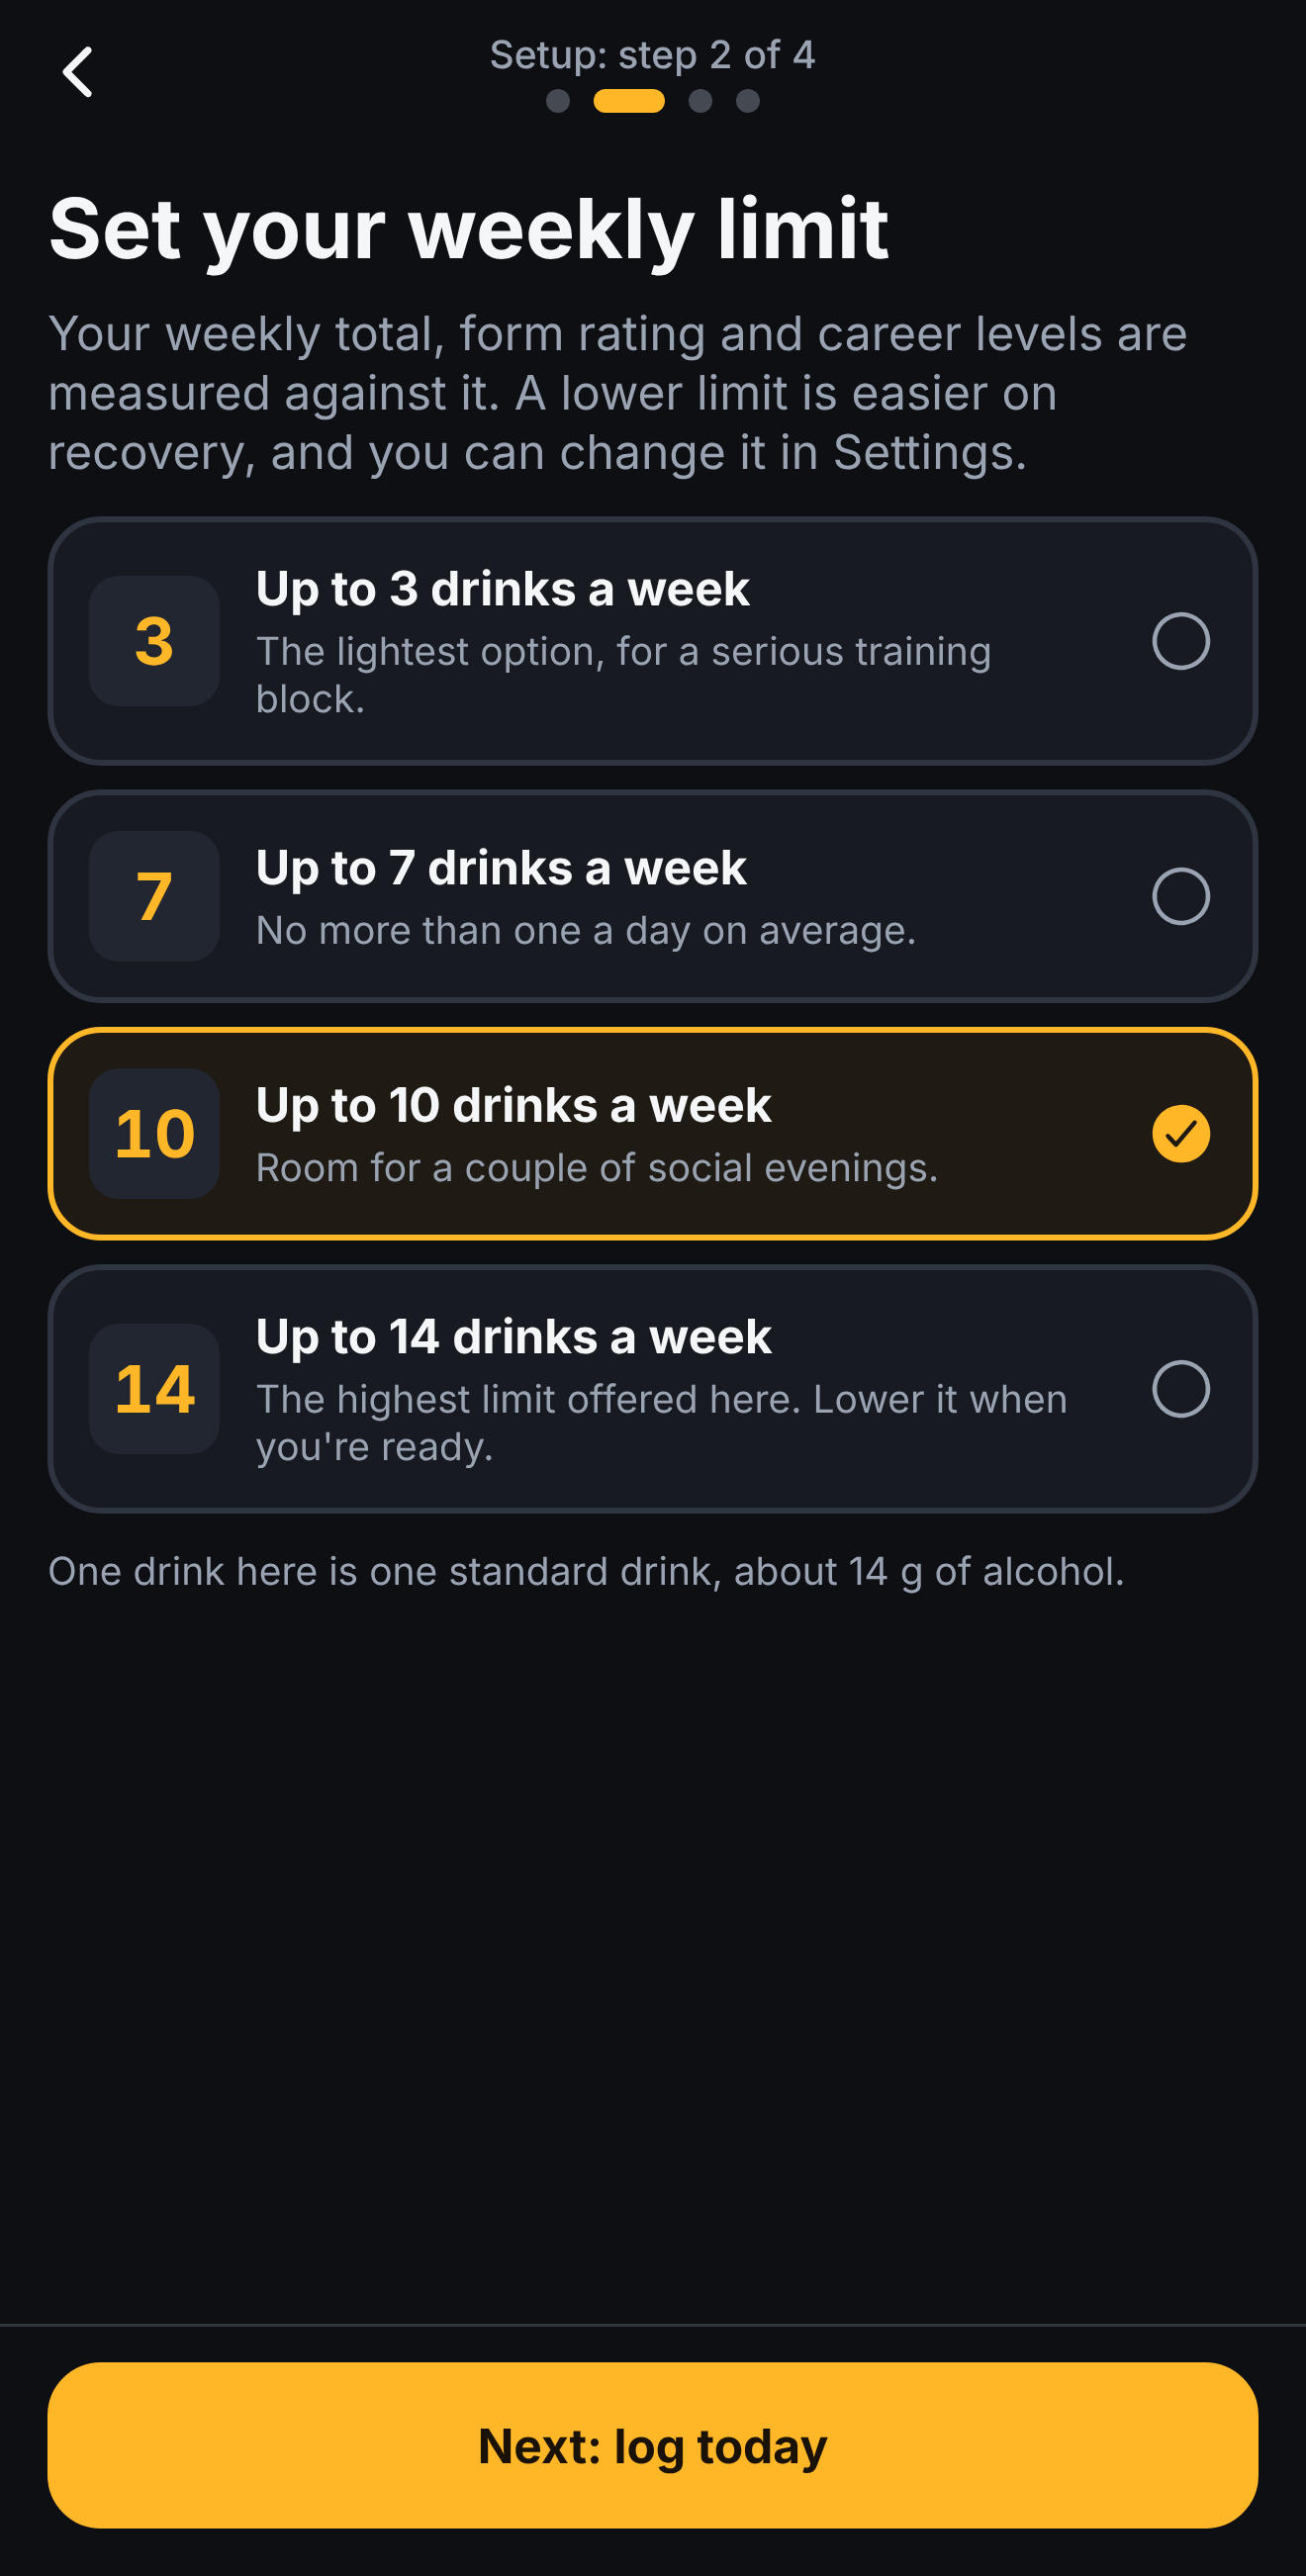 Setup: step 2 of 4
Set your weekly limit
Your weekly total, form rating and career levels are
measured against it. A lower limit is easier on
recovery, and you can change it in Settings.
3
Up to 3 drinks a week
The lightest option, for a serious training
block.
7
Up to 7 drinks a week
No more than one a day on average.
10
Up to 10 drinks a week
Room for a couple of social evenings.
14
Up to 14 drinks a week
The highest limit offered here. Lower it when
you're ready.
One drink here is one standard drink, about 14 g of alcohol.
Next: log today